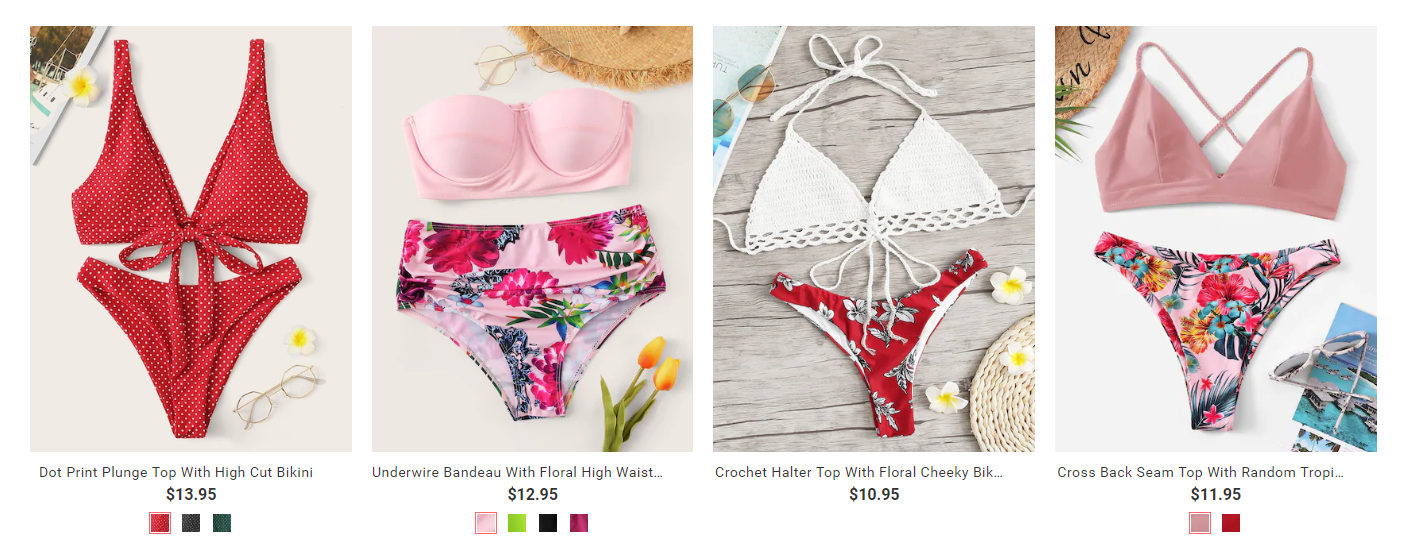 Dot Print Plunge Top With High Cut Bikini
$13.95
Underwire Bandeau With Floral High Waist...
$12.95
Crochet Halter Top With Floral Cheeky Bik...
$10.95
Cross Back Seam Top With Random Tropi...
$11.95